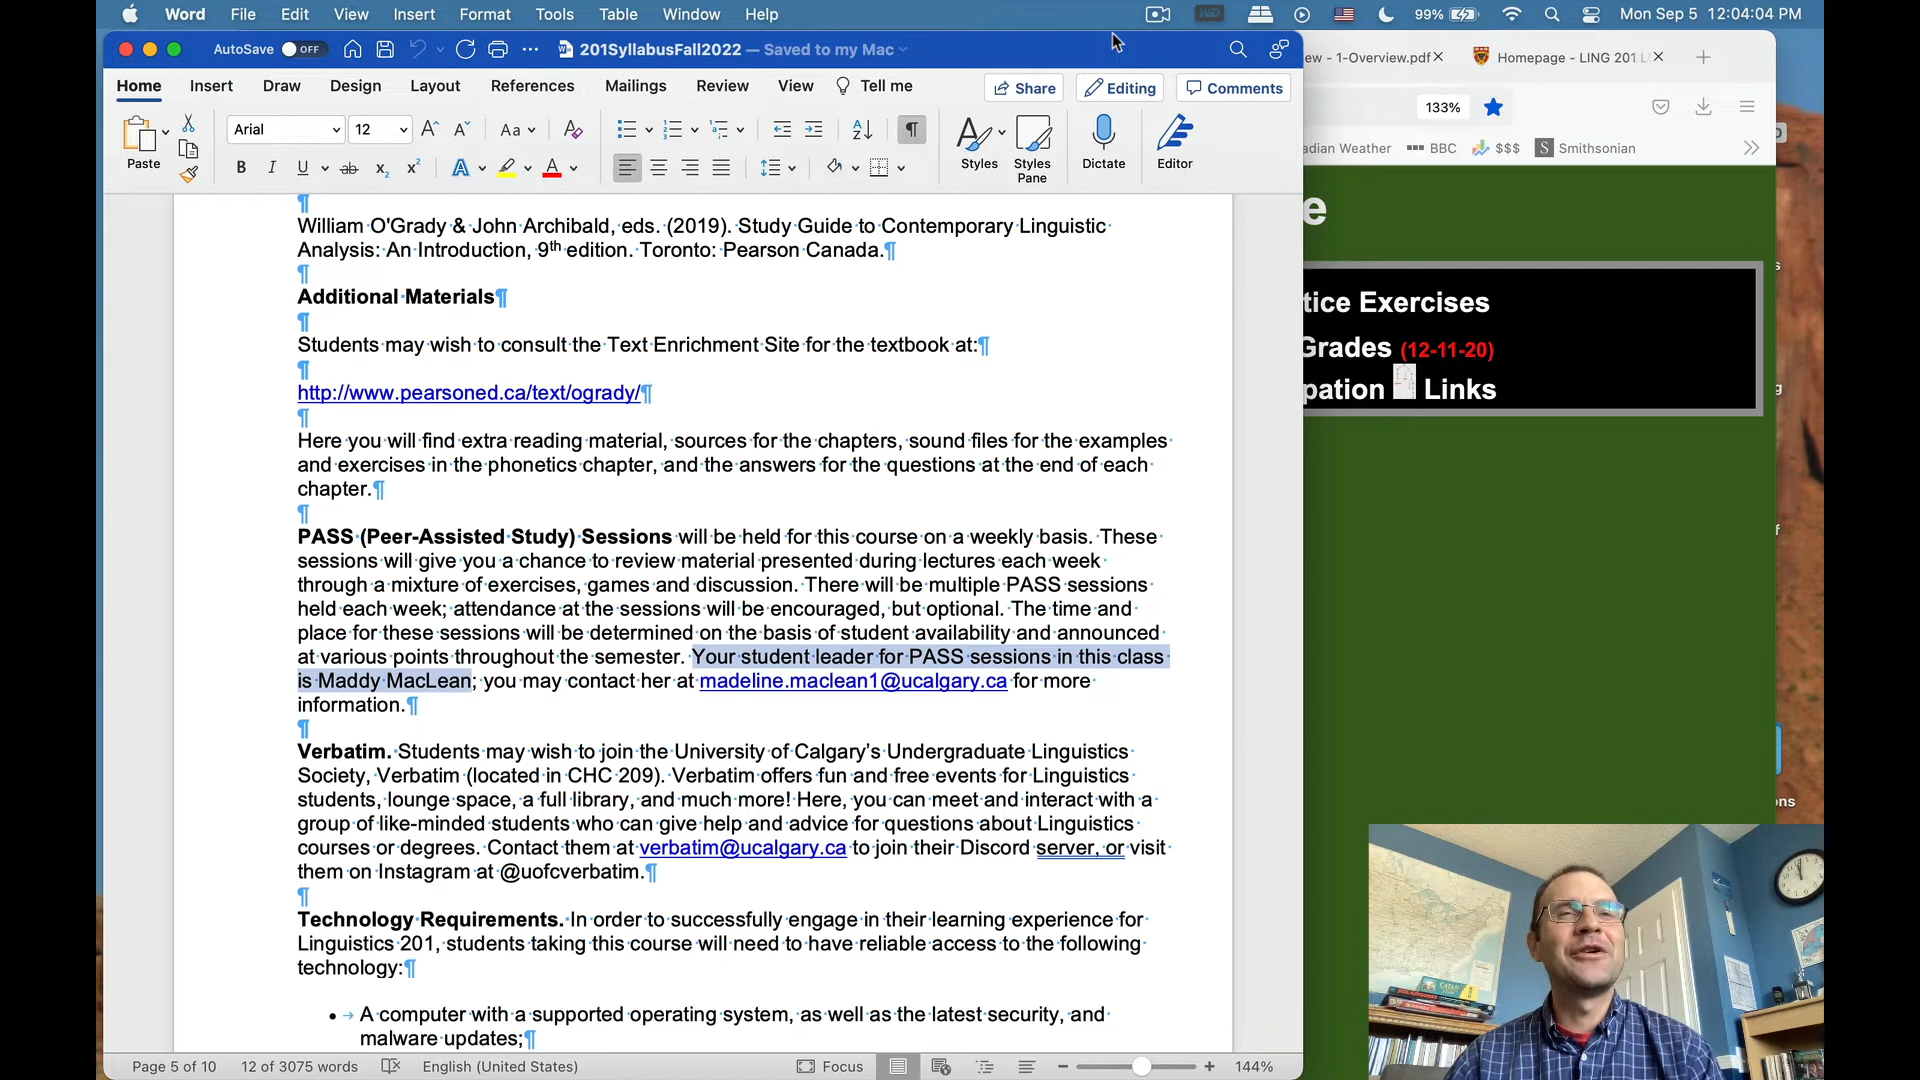 Word File Edit View Insert Format Tools Table Window Help
99% Mon Sep 5 12:04:04 PM
AutoSave OFF 201SyllabusFall2022 — Saved to my Mac
Home Insert Draw Design Layout References Mailings Review View Tell me
Share Editing Comments
Paste Arial 12 Aa
Styles Styles Pane Dictate Editor
William O'Grady & John Archibald, eds. (2019). Study Guide to Contemporary Linguistic
Analysis: An Introduction, 9th edition. Toronto: Pearson Canada.¶
¶
Additional Materials¶
¶
Students may wish to consult the Text Enrichment Site for the textbook at:¶
¶
http://www.pearsoned.ca/text/ogrady/¶
¶
Here you will find extra reading material, sources for the chapters, sound files for the examples
and exercises in the phonetics chapter, and the answers for the questions at the end of each
chapter.¶
¶
PASS (Peer-Assisted Study) Sessions will be held for this course on a weekly basis. These
sessions will give you a chance to review material presented during lectures each week
through a mixture of exercises, games and discussion. There will be multiple PASS sessions
held each week; attendance at the sessions will be encouraged, but optional. The time and
place for these sessions will be determined on the basis of student availability and announced
at various points throughout the semester. Your student leader for PASS sessions in this class
is Maddy MacLean; you may contact her at madeline.maclean1@ucalgary.ca for more
information.¶
¶
Verbatim. Students may wish to join the University of Calgary's Undergraduate Linguistics
Society, Verbatim (located in CHC 209). Verbatim offers fun and free events for Linguistics
students, lounge space, a full library, and much more! Here, you can meet and interact with a
group of like-minded students who can give help and advice for questions about Linguistics
courses or degrees. Contact them at verbatim@ucalgary.ca to join their Discord server, or visit
them on Instagram at @uofcverbatim.¶
¶
Technology Requirements. In order to successfully engage in their learning experience for
Linguistics 201, students taking this course will need to have reliable access to the following
technology:¶
• → A computer with a supported operating system, as well as the latest security, and
malware updates;¶
Page 5 of 10 12 of 3075 words English (United States) Focus 144%
ew - 1-Overview.pdf Homepage - LING 201 L
133%
adian Weather BBC $$$ Smithsonian
e
tice Exercises
Grades (12-11-20)
pation Links
CATAN